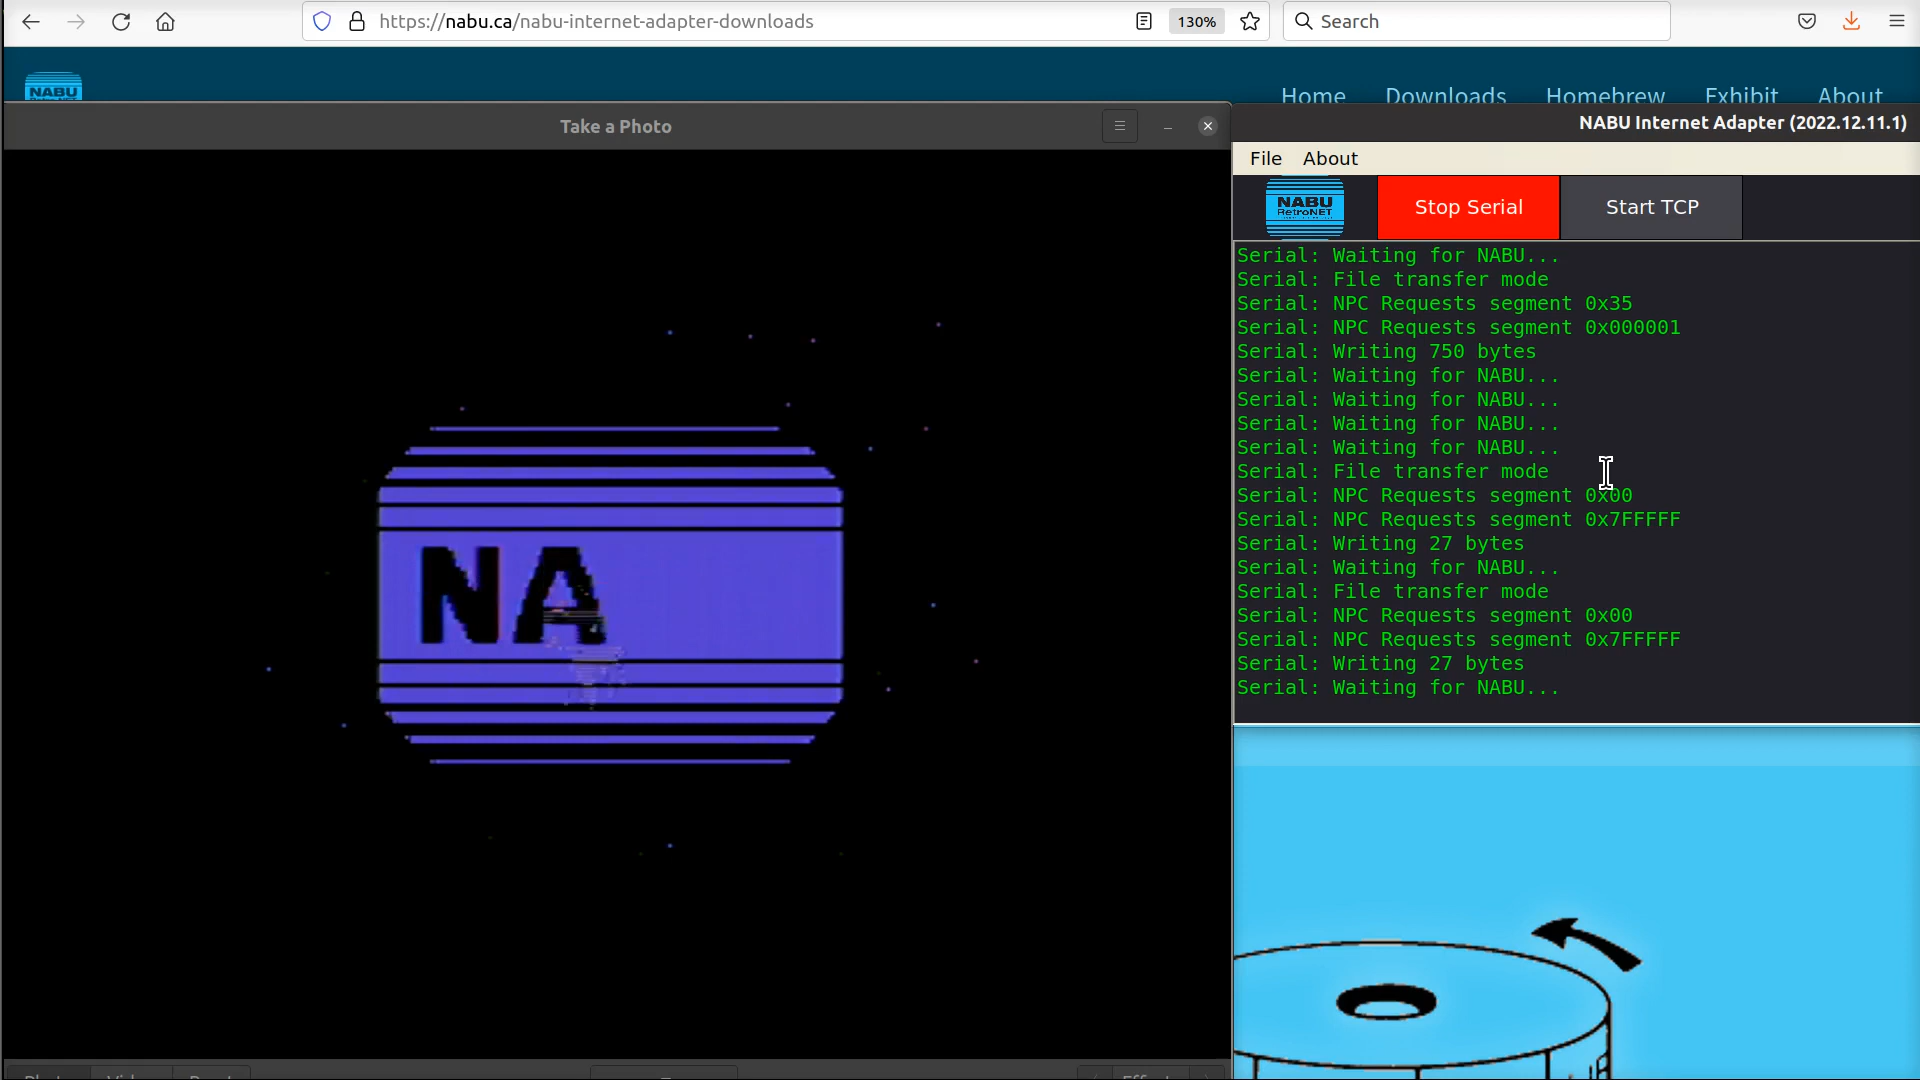 https://nabu.ca/nabu-internet-adapter-downloads
130%
Search
NABU
Home Downloads Homebrew Exhibit About
Take a Photo
NABU Internet Adapter (2022.12.11.1)
File About
NABU
RetroNET
Stop Serial
Start TCP
Serial: Waiting for NABU...
Serial: File transfer mode
Serial: NPC Requests segment 0x35
Serial: NPC Requests segment 0x000001
Serial: Writing 750 bytes
Serial: Waiting for NABU...
Serial: Waiting for NABU...
Serial: Waiting for NABU...
Serial: Waiting for NABU...
Serial: File transfer mode
Serial: NPC Requests segment 0x00
Serial: NPC Requests segment 0x7FFFFF
Serial: Writing 27 bytes
Serial: Waiting for NABU...
Serial: File transfer mode
Serial: NPC Requests segment 0x00
Serial: NPC Requests segment 0x7FFFFF
Serial: Writing 27 bytes
Serial: Waiting for NABU...
NA